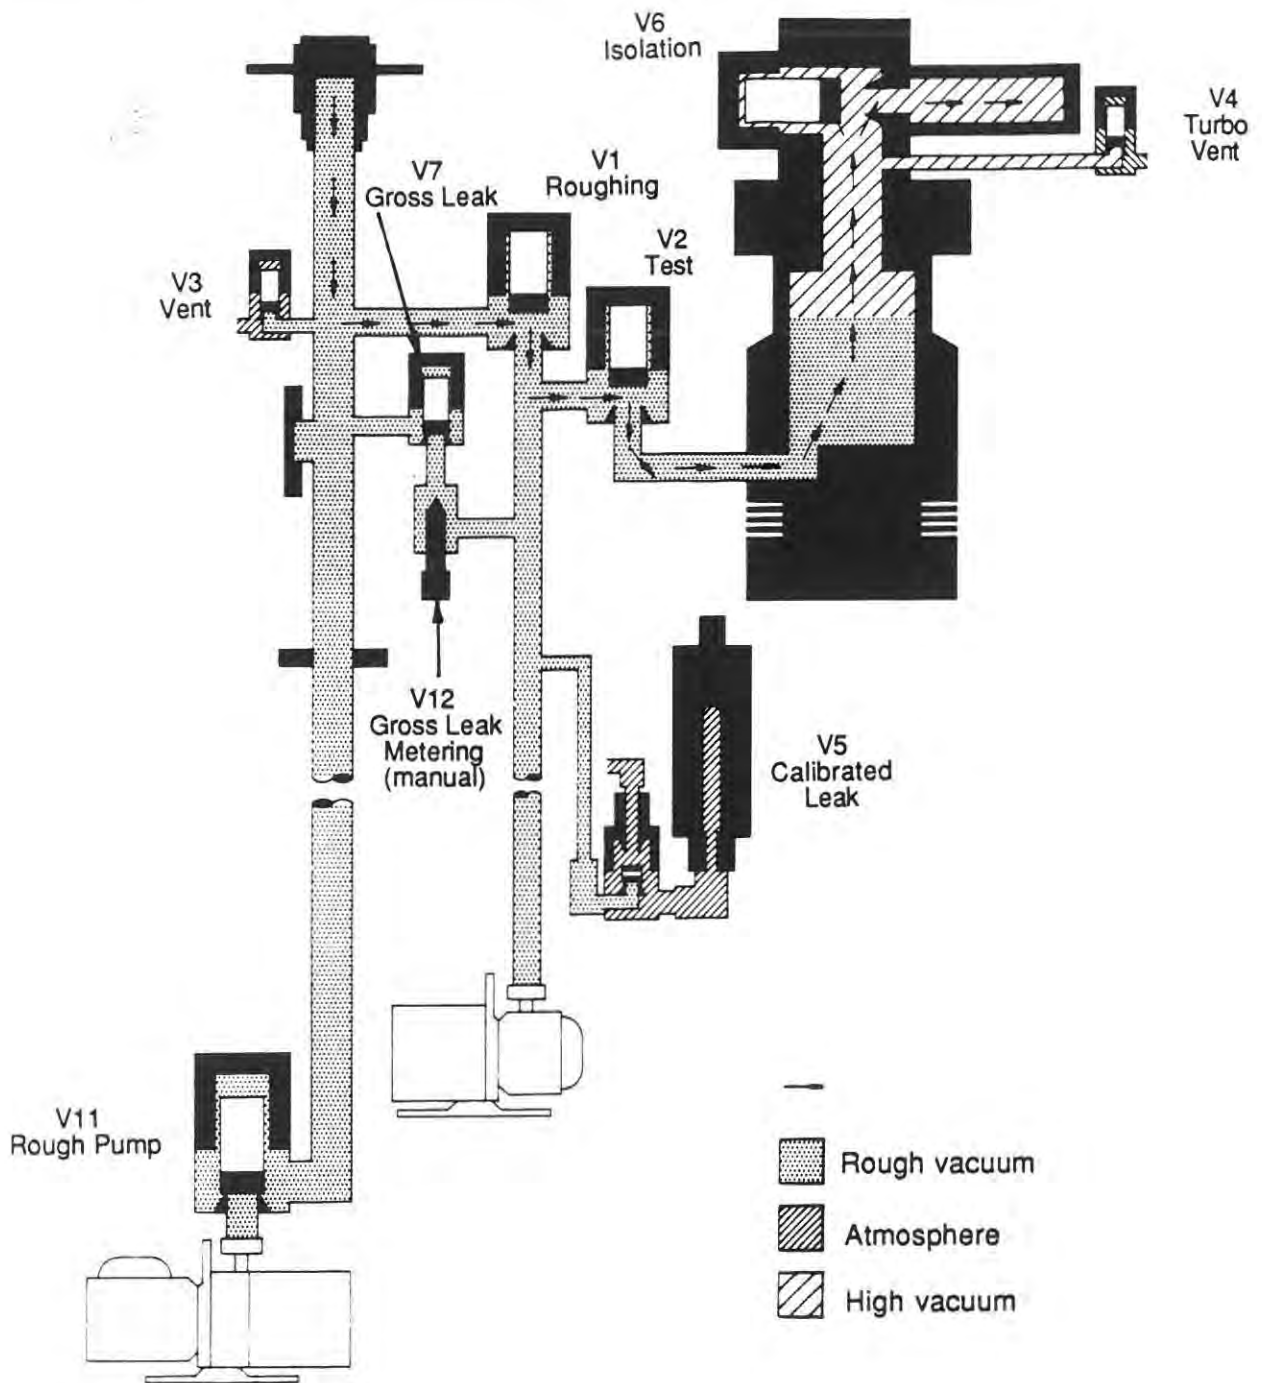 V6
Isolation
V4
Turbo
Vent
V1
Roughing
V7
Gross Leak
V2
Test
V3
Vent
V12
Gross Leak
Metering
(manual)
V5
Calibrated
Leak
V11
Rough Pump
Rough vacuum
Atmosphere
High vacuum